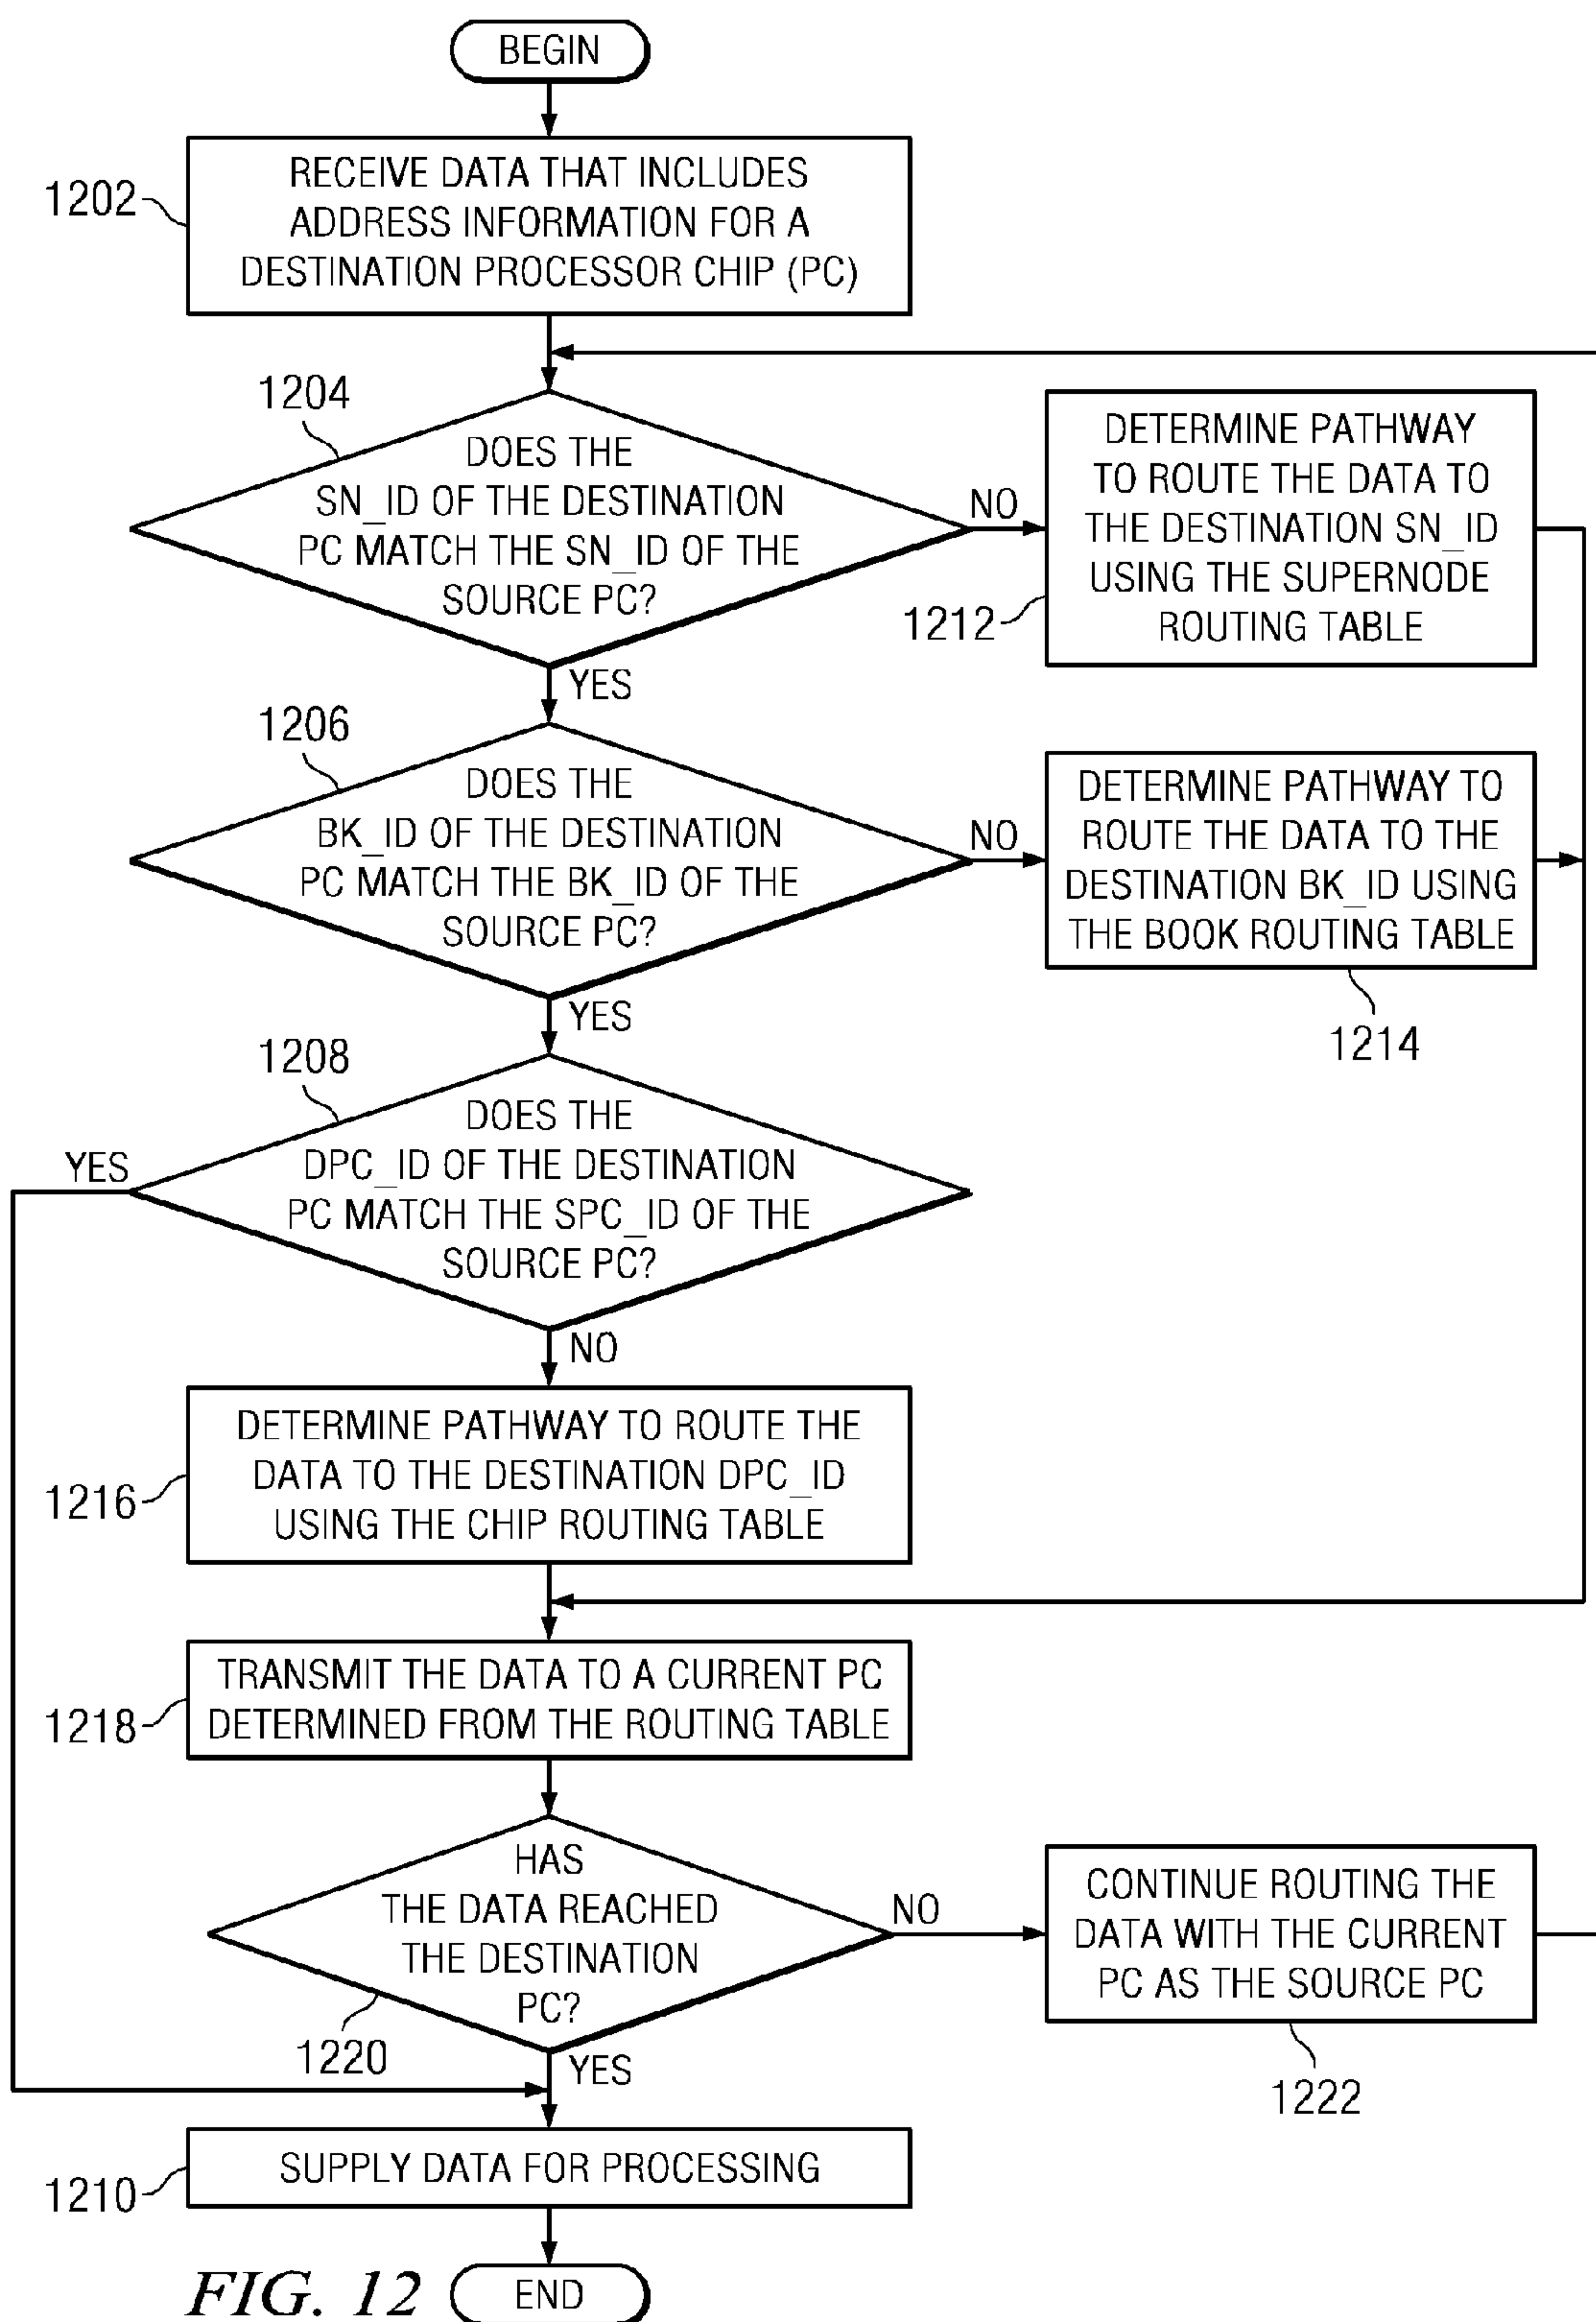 BEGIN
1202
RECEIVE DATA THAT INCLUDES
ADDRESS INFORMATION FOR A
DESTINATION PROCESSOR CHIP (PC)
1204
DOES THE
SN_ID OF THE DESTINATION
PC MATCH THE SN_ID OF THE
SOURCE PC?
NO
YES
1212
DETERMINE PATHWAY
TO ROUTE THE DATA TO
THE DESTINATION SN_ID
USING THE SUPERNODE
ROUTING TABLE
1206
DOES THE
BK_ID OF THE DESTINATION
PC MATCH THE BK_ID OF THE
SOURCE PC?
NO
YES
DETERMINE PATHWAY TO
ROUTE THE DATA TO THE
DESTINATION BK_ID USING
THE BOOK ROUTING TABLE
1214
1208
DOES THE
DPC_ID OF THE DESTINATION
PC MATCH THE SPC_ID OF THE
SOURCE PC?
YES
NO
1216
DETERMINE PATHWAY TO ROUTE THE
DATA TO THE DESTINATION DPC_ID
USING THE CHIP ROUTING TABLE
1218
TRANSMIT THE DATA TO A CURRENT PC
DETERMINED FROM THE ROUTING TABLE
HAS
THE DATA REACHED
THE DESTINATION
PC?
1220
NO
YES
CONTINUE ROUTING THE
DATA WITH THE CURRENT
PC AS THE SOURCE PC
1222
1210
SUPPLY DATA FOR PROCESSING
FIG. 12
END